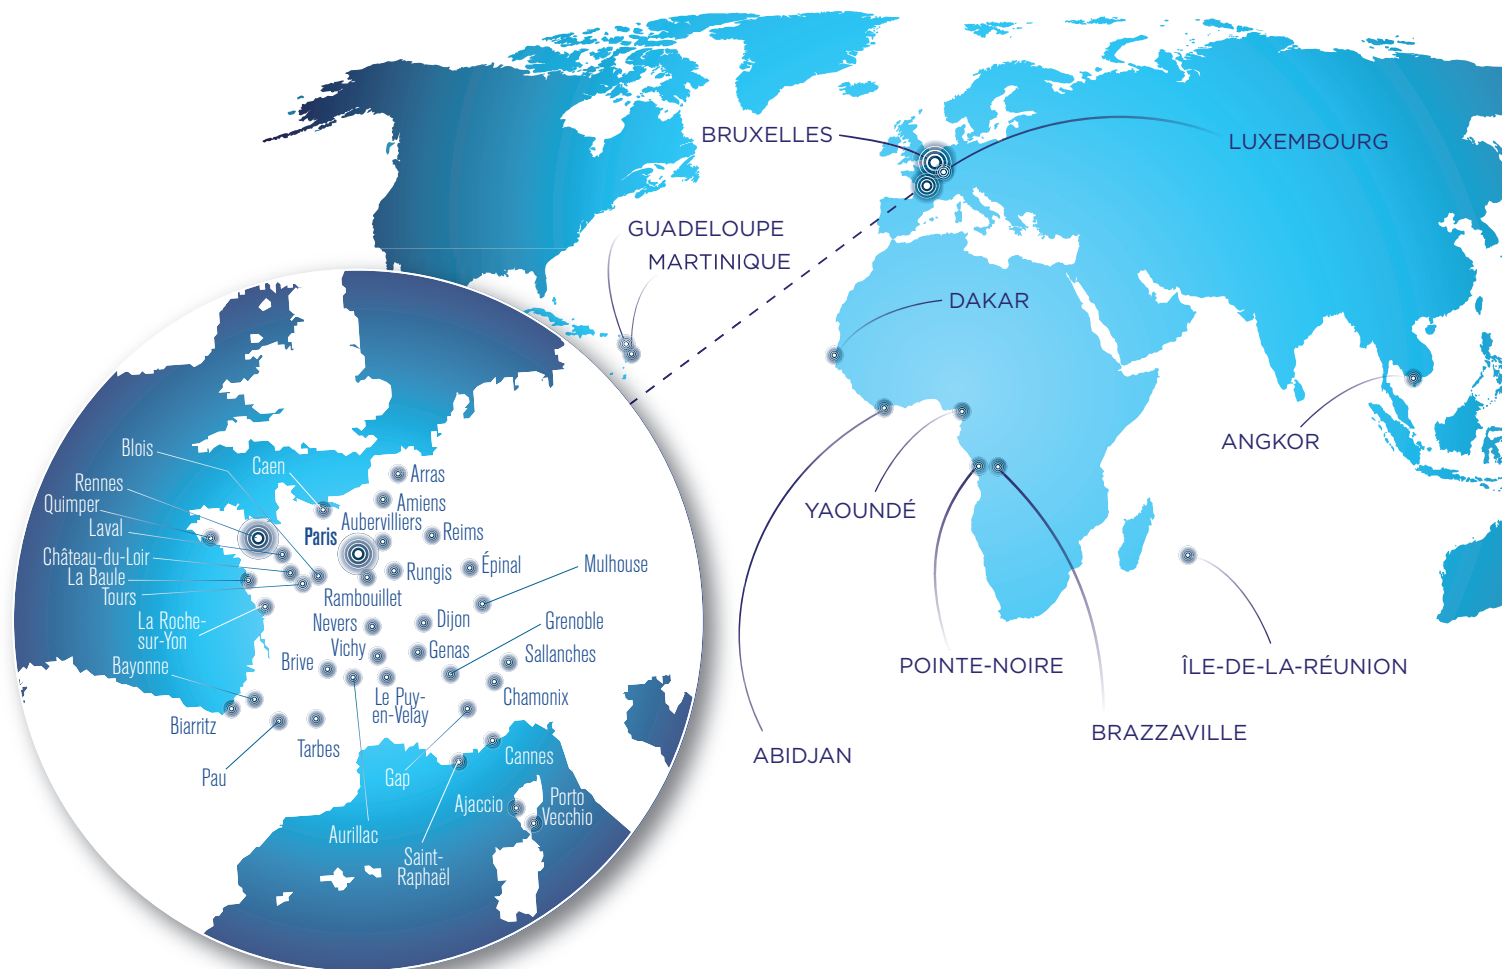 BRUXELLES
LUXEMBOURG
GUADELOUPE
MARTINIQUE
DAKAR
ANGKOR
YAOUNDÉ
POINTE-NOIRE
ÎLE-DE-LA-RÉUNION
BRAZZAVILLE
ABIDJAN
Blois
Caen
Arras
Rennes
Quimper
Amiens
Aubervilliers
Laval
Paris
Reims
Château-du-Loir
La Baule
Tours
Rungis
Épinal
Mulhouse
Rambouillet
La Roche-
sur-Yon
Nevers
Dijon
Grenoble
Vichy
Genas
Sallanches
Bayonne
Brive
Le Puy-
en-Velay
Chamonix
Biarritz
Tarbes
Pau
Gap
Cannes
Ajaccio
Porto
Vecchio
Aurillac
Saint-
Raphaël